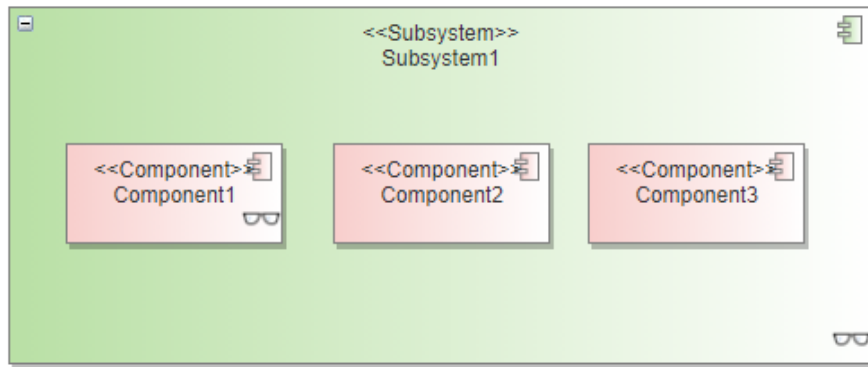 <<Subsystem>>
Subsystem1
<<Component>>
Component1
<<Component>>
Component2
<<Component>>
Component3